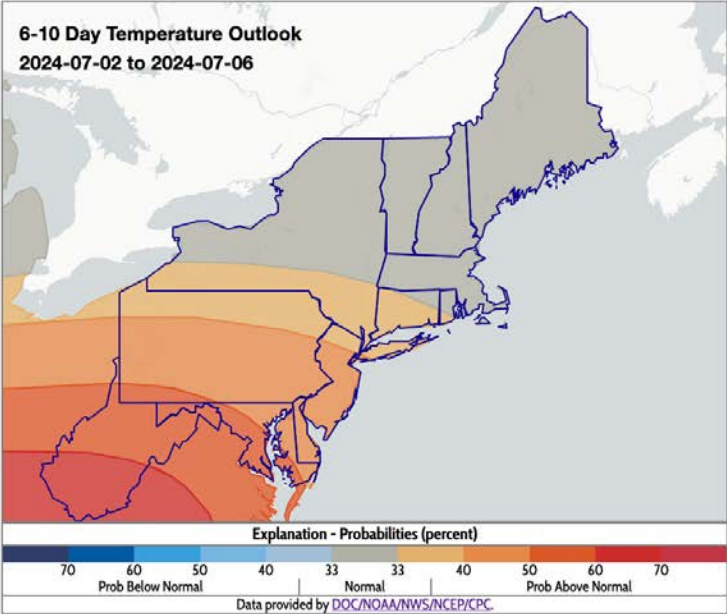 6-10 Day Temperature Outlook
2024-07-02 to 2024-07-06
Explanation - Probabilities (percent)
70 60 50 40 33 33 40 50 60 70
Prob Below Normal | Normal | Prob Above Normal
Data provided by DOC/NOAA/NWS/NCEP/CPC.